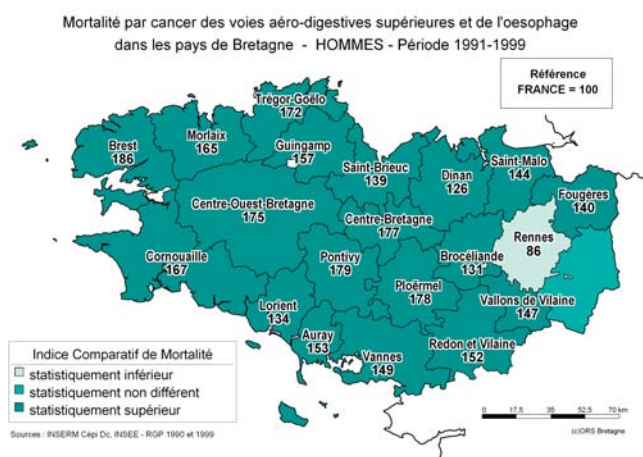 Mortalité par cancer des voies aéro-digestives supérieures et de l'oesophage
dans les pays de Bretagne - HOMMES - Période 1991-1999
Référence
FRANCE = 100
Trégor-Goëlo
172
Morlaix
165
Guingamp
157
Brest
186
Saint-Brieuc
139
Dinan
126
Saint-Malo
144
Fougères
140
Centre-Ouest-Bretagne
175
Centre-Bretagne
177
Rennes
86
Cornouaille
167
Pontivy
179
Brocéliande
131
Ploërmel
178
Vallons de Vilaine
147
Lorient
134
Auray
153
Vannes
149
Redon et Vilaine
152
Indice Comparatif de Mortalité
statistiquement inférieur
statistiquement non différent
statistiquement supérieur
0 17,5 35 52,5 70 km
Sources : INSERM Cépi Dc, INSEE - RGP 1990 et 1999
(c)ORS Bretagne